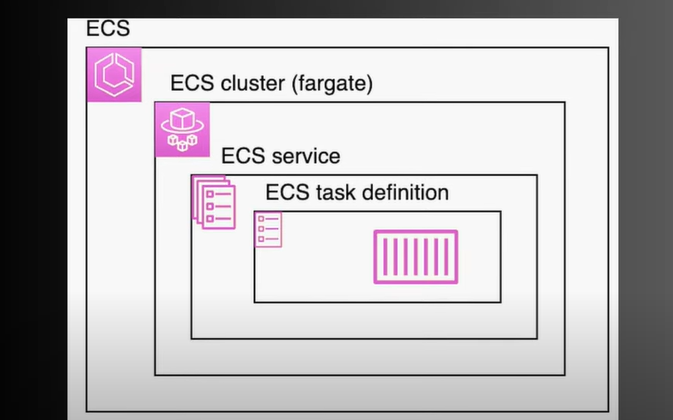 ECS
ECS cluster (fargate)
ECS service
ECS task definition